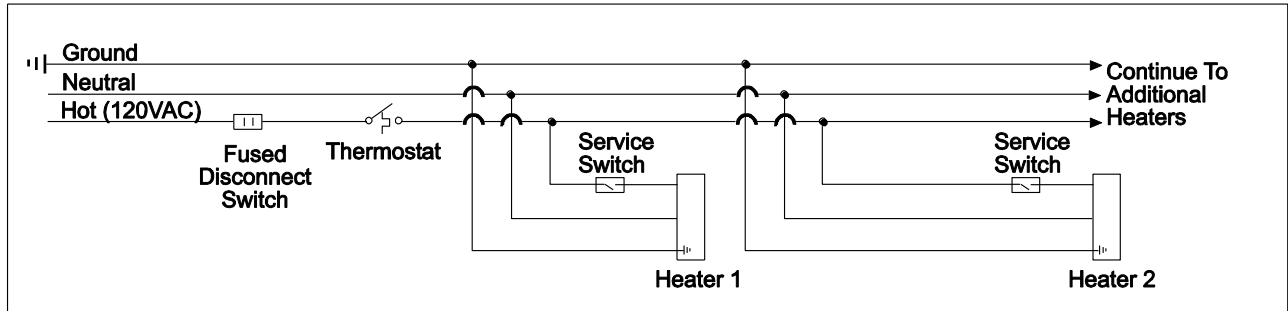 Ground
Neutral
Hot (120VAC)
Fused
Disconnect
Switch
Thermostat
Service
Switch
Heater 1
Service
Switch
Heater 2
Continue To
Additional
Heaters